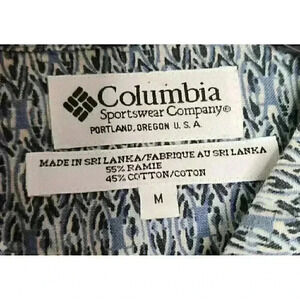 Columbia
Sportswear Company®
PORTLAND, OREGON U.S.A.
MADE IN SRI LANKA/FABRIQUE AU SRI LANKA
55% RAMIE
45% COTTON/COTON
M